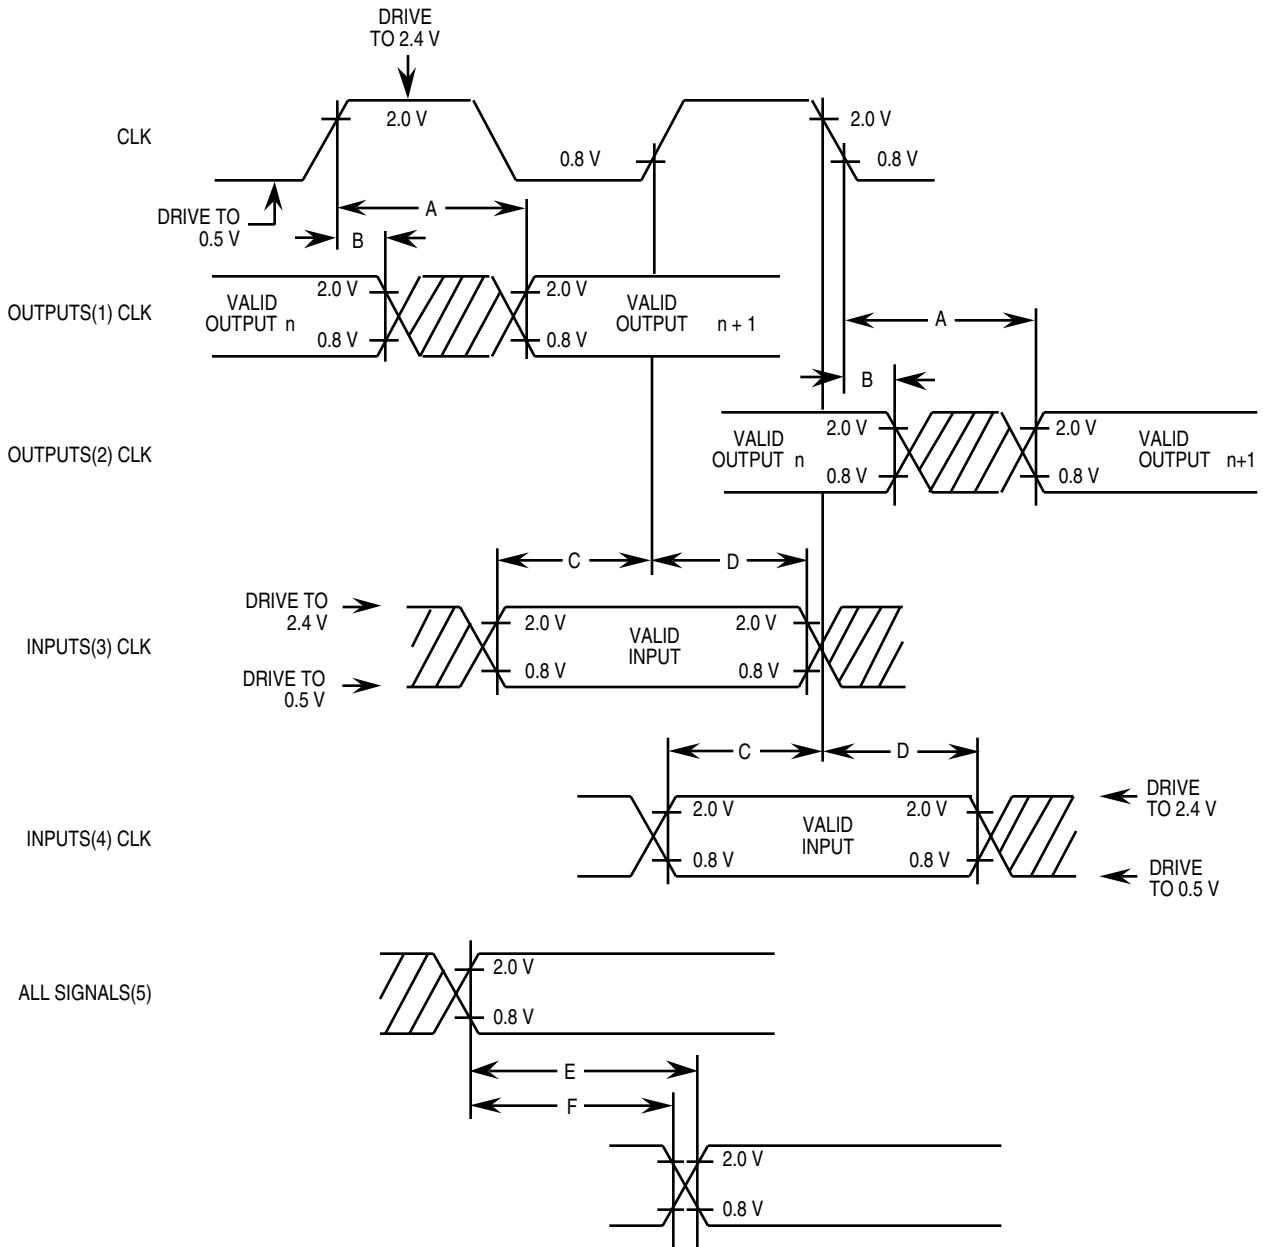 DRIVE
TO 2.4 V
CLK
2.0 V
0.8 V
2.0 V
0.8 V
DRIVE TO
0.5 V
A
B
OUTPUTS(1) CLK
VALID
OUTPUT n
2.0 V
0.8 V
2.0 V
0.8 V
VALID
OUTPUT n + 1
A
B
OUTPUTS(2) CLK
VALID
OUTPUT n
2.0 V
0.8 V
2.0 V
0.8 V
VALID
OUTPUT n+1
C
D
DRIVE TO
2.4 V
INPUTS(3) CLK
DRIVE TO
0.5 V
2.0 V
0.8 V
VALID
INPUT
2.0 V
0.8 V
C
D
INPUTS(4) CLK
2.0 V
0.8 V
VALID
INPUT
2.0 V
0.8 V
DRIVE
TO 2.4 V
DRIVE
TO 0.5 V
ALL SIGNALS(5)
2.0 V
0.8 V
E
F
2.0 V
0.8 V